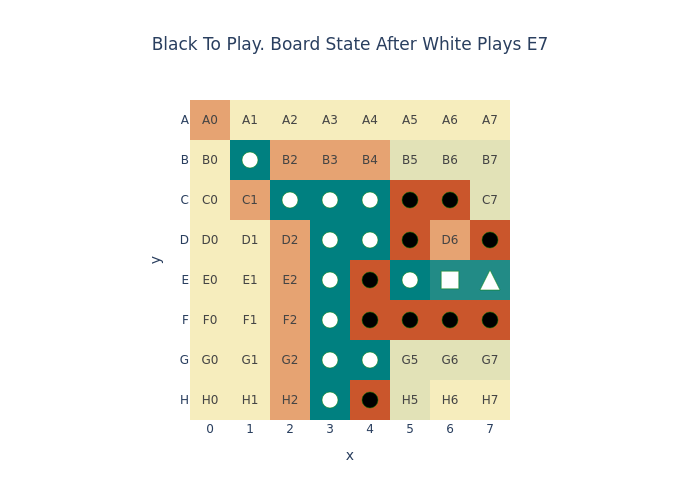 Black To Play. Board State After White Plays E7
A A0 A1 A2 A3 A4 A5 A6 A7
B B0 B2 B3 B4 B5 B6 B7
C C0 C1 C7
D D0 D1 D2 D6
y
E E0 E1 E2
F F0 F1 F2
G G0 G1 G2 G5 G6 G7
H H0 H1 H2 H5 H6 H7
0 1 2 3 4 5 6 7
x